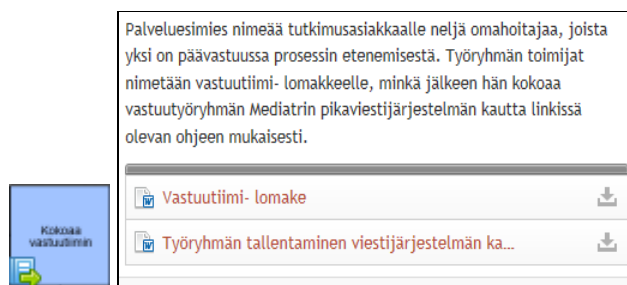 Palveluesimies nimeää tutkimusasiakkaalle neljä omahoitajaa, joista
yksi on päävastuussa prosessin etenemisestä. Työryhmän toimijat
nimetään vastuutiimi- lomakkeelle, minkä jälkeen hän kokoaa
vastuutyöryhmän Mediatrin pikaviestijärjestelmän kautta linkissä
olevan ohjeen mukaisesti.
Vastuutiimi- lomake
Työryhmän tallentaminen viestijärjestelmän ka...
Kokoaa
vastuutiimin